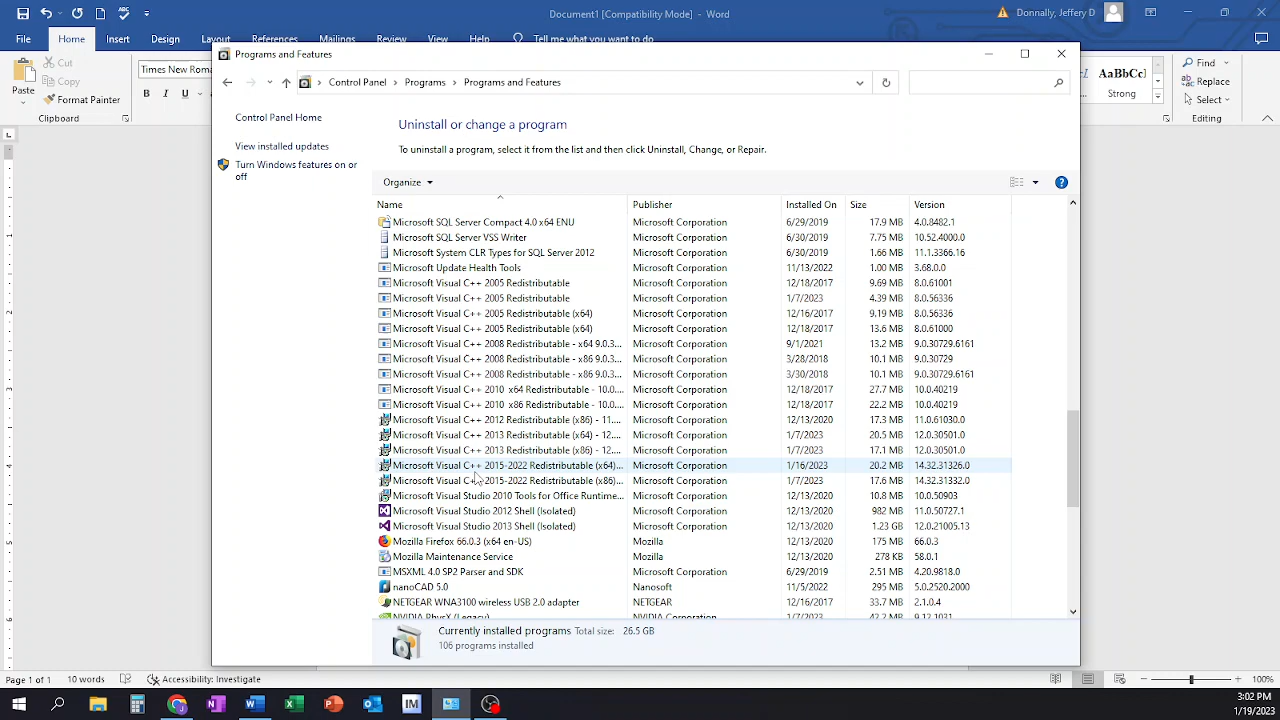 Document1 [Compatibility Mode] - Word
Donnally, Jeffery D
File Home Insert Design Layout References Mailings Review View Help Tell me what you want to do
Programs and Features
Paste
Cut
Copy
Format Painter
Clipboard
Times New Roma
B I U
AaBbCcl
Strong
Find
Replace
Select
Editing
Control Panel > Programs > Programs and Features
Control Panel Home
View installed updates
Turn Windows features on or
off
Uninstall or change a program
To uninstall a program, select it from the list and then click Uninstall, Change, or Repair.
Organize
Name Publisher Installed On Size Version
Microsoft SQL Server Compact 4.0 x64 ENU Microsoft Corporation 6/29/2019 17.9 MB 4.0.8482.1
Microsoft SQL Server VSS Writer Microsoft Corporation 6/30/2019 7.75 MB 10.52.4000.0
Microsoft System CLR Types for SQL Server 2012 Microsoft Corporation 6/30/2019 1.66 MB 11.1.3366.16
Microsoft Update Health Tools Microsoft Corporation 11/13/2022 1.00 MB 3.68.0.0
Microsoft Visual C++ 2005 Redistributable Microsoft Corporation 12/18/2017 9.69 MB 8.0.61001
Microsoft Visual C++ 2005 Redistributable Microsoft Corporation 1/7/2023 4.39 MB 8.0.56336
Microsoft Visual C++ 2005 Redistributable (x64) Microsoft Corporation 12/16/2017 9.19 MB 8.0.56336
Microsoft Visual C++ 2005 Redistributable (x64) Microsoft Corporation 12/18/2017 13.6 MB 8.0.61000
Microsoft Visual C++ 2008 Redistributable - x64 9.0.3... Microsoft Corporation 9/1/2021 13.2 MB 9.0.30729.6161
Microsoft Visual C++ 2008 Redistributable - x86 9.0.3... Microsoft Corporation 3/28/2018 10.1 MB 9.0.30729
Microsoft Visual C++ 2008 Redistributable - x86 9.0.3... Microsoft Corporation 3/30/2018 10.1 MB 9.0.30729.6161
Microsoft Visual C++ 2010 x64 Redistributable - 10.0.... Microsoft Corporation 12/18/2017 27.7 MB 10.0.40219
Microsoft Visual C++ 2010 x86 Redistributable - 10.0.... Microsoft Corporation 12/18/2017 22.2 MB 10.0.40219
Microsoft Visual C++ 2012 Redistributable (x86) - 11.... Microsoft Corporation 12/13/2020 17.3 MB 11.0.61030.0
Microsoft Visual C++ 2013 Redistributable (x64) - 12.... Microsoft Corporation 1/7/2023 20.5 MB 12.0.30501.0
Microsoft Visual C++ 2013 Redistributable (x86) - 12.... Microsoft Corporation 1/7/2023 17.1 MB 12.0.30501.0
Microsoft Visual C++ 2015-2022 Redistributable (x64)... Microsoft Corporation 1/16/2023 20.2 MB 14.32.31326.0
Microsoft Visual C++ 2015-2022 Redistributable (x86)... Microsoft Corporation 1/7/2023 17.6 MB 14.32.31332.0
Microsoft Visual Studio 2010 Tools for Office Runtime... Microsoft Corporation 12/13/2020 10.8 MB 10.0.50903
Microsoft Visual Studio 2012 Shell (Isolated) Microsoft Corporation 12/13/2020 982 MB 11.0.50727.1
Microsoft Visual Studio 2013 Shell (Isolated) Microsoft Corporation 12/13/2020 1.23 GB 12.0.21005.13
Mozilla Firefox 66.0.3 (x64 en-US) Mozilla 12/13/2020 175 MB 66.0.3
Mozilla Maintenance Service Mozilla 12/13/2020 278 KB 58.0.1
MSXML 4.0 SP2 Parser and SDK Microsoft Corporation 6/29/2019 2.51 MB 4.20.9818.0
nanoCAD 5.0 Nanosoft 11/5/2022 295 MB 5.0.2520.2000
NETGEAR WNA3100 wireless USB 2.0 adapter NETGEAR 12/16/2017 33.7 MB 2.1.0.4
NVIDIA PhysX (Legacy) NVIDIA Corporation 1/7/2023 42.2 MB 9.12.1031
Currently installed programs Total size: 26.5 GB
106 programs installed
Page 1 of 1 10 words Accessibility: Investigate 100%
3:02 PM
1/19/2023